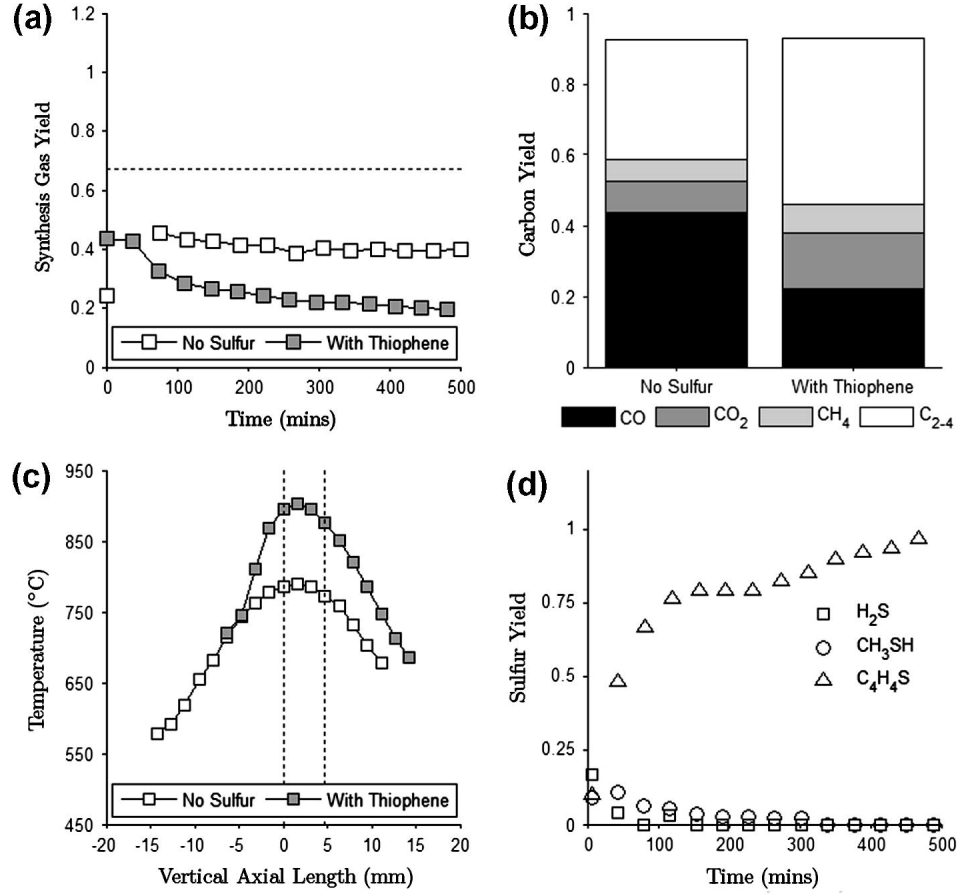 (a)
1.2
1
0.8
0.6
0.4
0.2
0
Synthesis Gas Yield
No Sulfur
With Thiophene
0 100 200 300 400 500
Time (mins)
(b)
1
0.8
0.6
0.4
0.2
0
Carbon Yield
No Sulfur With Thiophene
CO CO₂ CH₄ C₂₋₄
(c)
950
850
750
650
550
450
Temperature (°C)
No Sulfur
With Thiophene
-20 -15 -10 -5 0 5 10 15 20
Vertical Axial Length (mm)
(d)
1
0.75
0.5
0.25
0
Sulfur Yield
H₂S
CH₃SH
C₄H₄S
0 100 200 300 400 500
Time (mins)